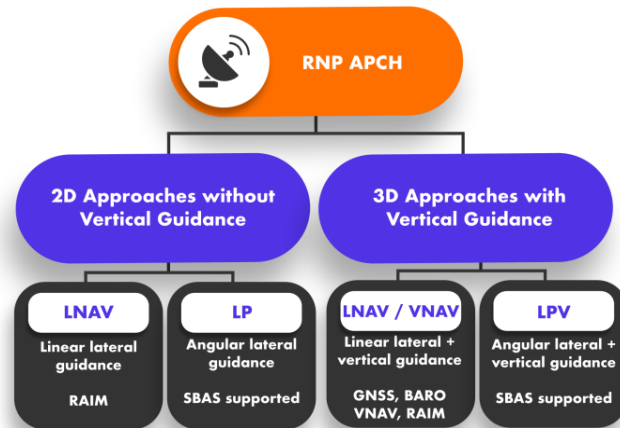 RNP APCH
2D Approaches without
Vertical Guidance
3D Approaches with
Vertical Guidance
LNAV
Linear lateral
guidance
RAIM
LP
Angular lateral
guidance
SBAS supported
LNAV / VNAV
Linear lateral +
vertical guidance
GNSS, BARO
VNAV, RAIM
LPV
Angular lateral +
vertical guidance
SBAS supported